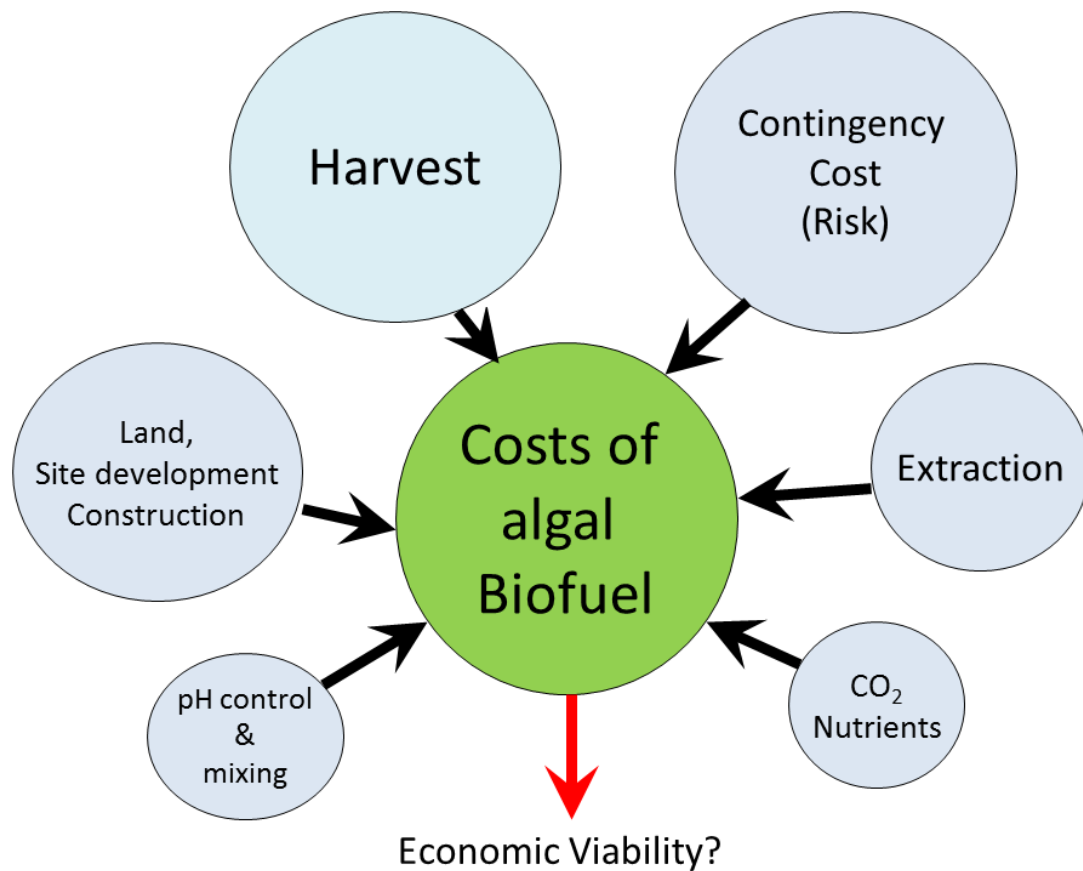 Harvest
Contingency
Cost
(Risk)
Land,
Site development
Construction
Costs of
algal
Biofuel
Extraction
pH control
&
mixing
CO₂
Nutrients
Economic Viability?